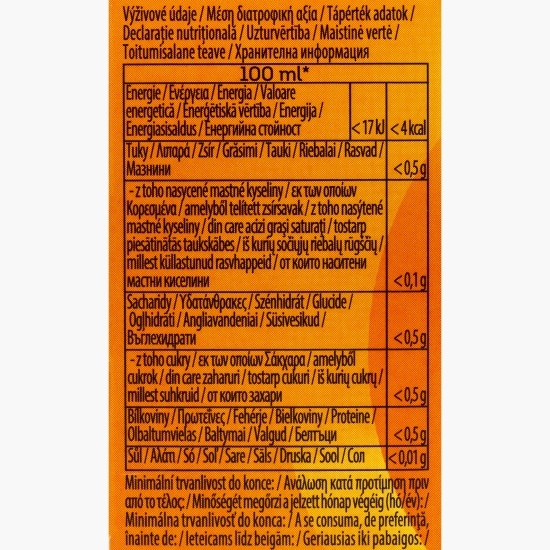 Výživové údaje / Μέση διατροφική αξία / Tápérték adatok /
Declarație nutrițională / Uzturvērtība / Maistinė vertė /
Toitumisalane teave / Хранителна информация
100 ml*
Energie / Ενέργεια / Energia / Valoare
energetică / Enerģētiskā vērtība / Energija /
Energiasisaldus / Енергийна стойност <17 kJ <4 kcal
Tuky / Λιπαρά / Zsír / Grăsimi / Tauki / Riebalai / Rasvad /
Мазнини <0,5 g
- z toho nasycené mastné kyseliny / εκ των οποίων
Κορεσμένα / amelyből telített zsírsavak / z toho nasýtené
mastné kyseliny / din care acizi grași saturați / tostarp
piesātinātās taukskābes / iš kurių sočiųjų riebalų rūgščių /
millest küllastunud rasvhappeid / от които наситени
мастни киселини <0,1 g
Sacharidy / Υδατάνθρακες / Szénhidrát / Glucide /
Ogļhidrāti / Angliavandeniai / Süsivesikud /
Въглехидрати <0,5 g
- z toho cukry / εκ των οποίων Σάκχαρα / amelyből
cukrok / din care zaharuri / tostarp cukuri / iš kurių cukrų /
millest suhkruid / от които захари <0,5 g
Bílkoviny / Πρωτεΐνες / Fehérje / Bielkoviny / Proteine /
Olbaltumvielas / Baltymai / Valgud / Белтъци <0,5 g
Sůl / Αλάτι / Só / Soľ / Sare / Sāls / Druska / Sool / Сол <0,01 g
Minimální trvanlivost do konce: / Ανάλωση κατά προτίμηση πριν
από το τέλος: / Minőségét megőrzi a jelzett hónap végéig (hó/év): /
Minimálna trvanlivosť do konca: / A se consuma, de preferință,
înainte de: / Ieteicams līdz beigām: / Geriausias iki pabaigos: /